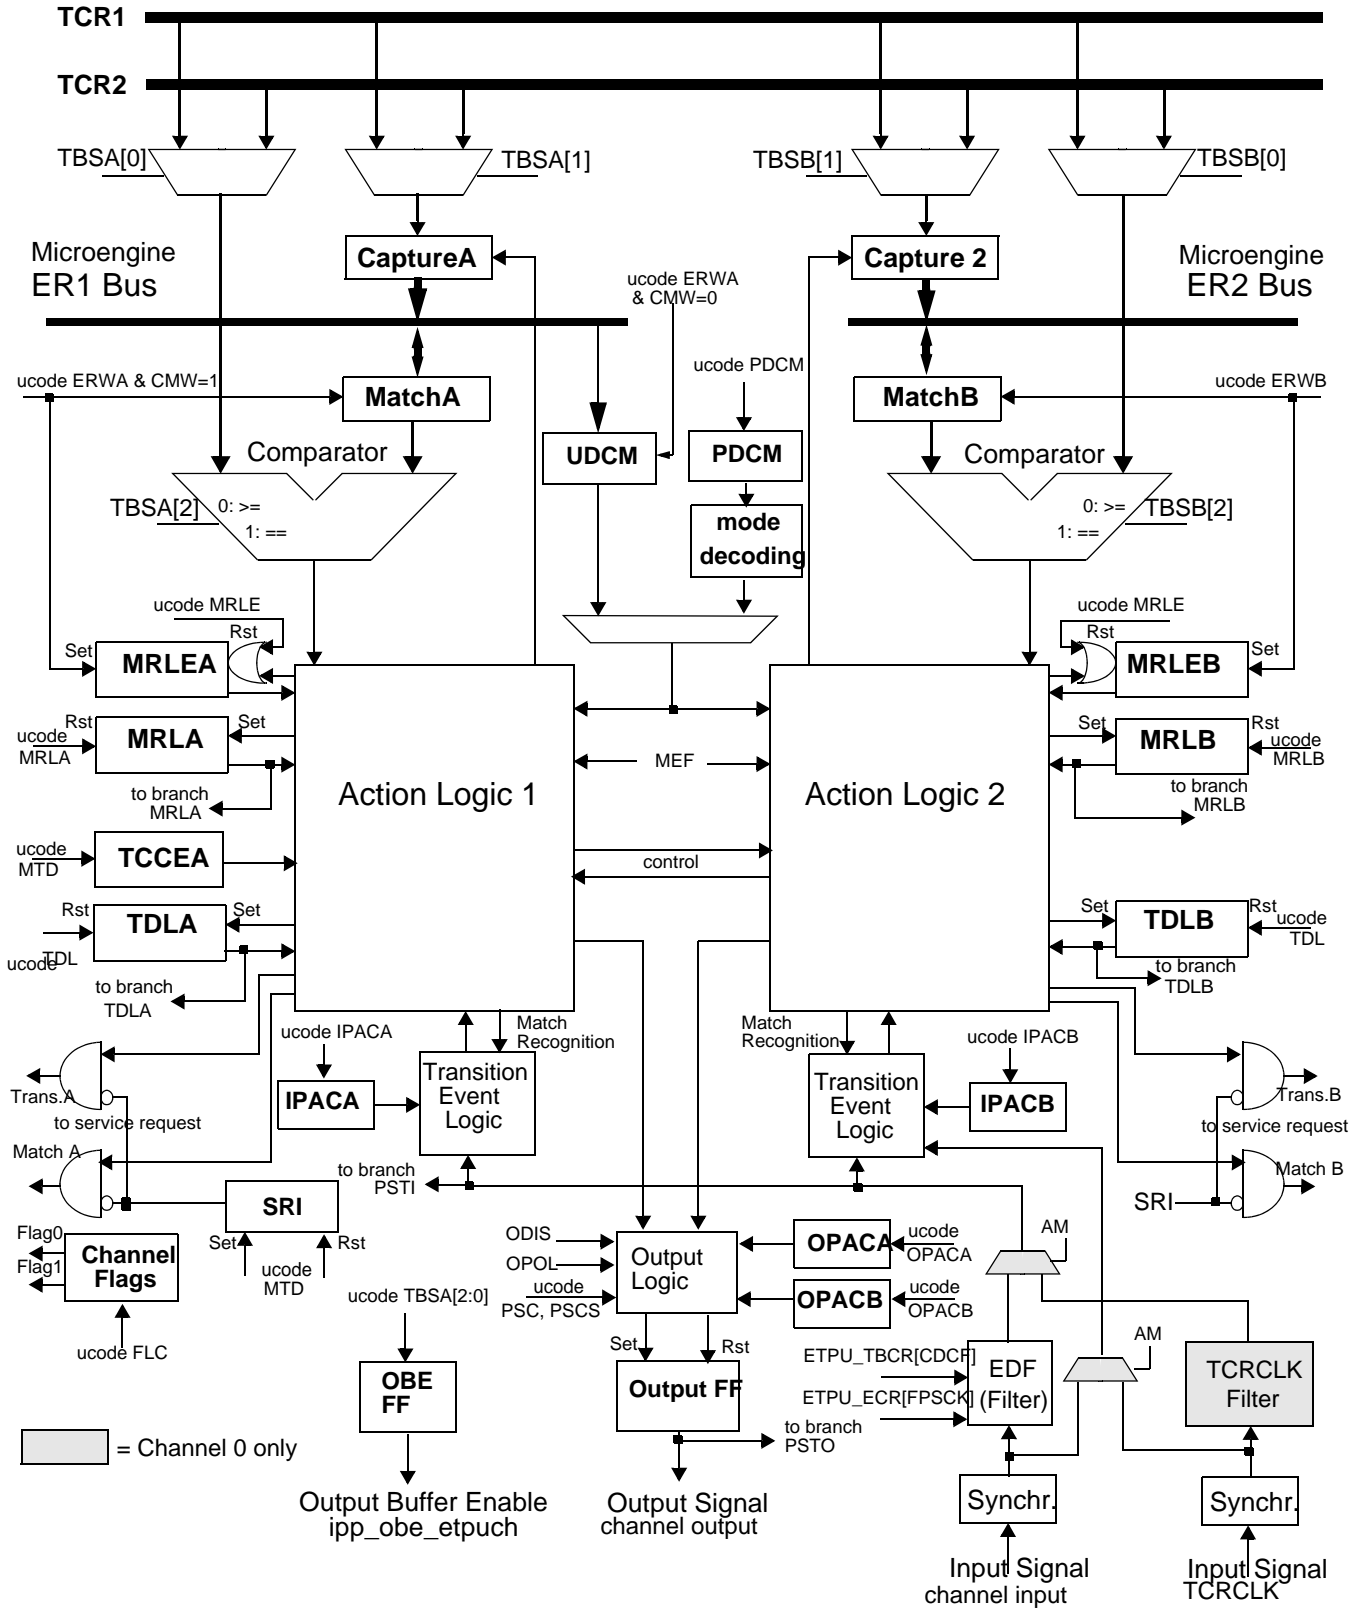 TCR1
TCR2
TBSA[0]
TBSA[1]
TBSB[1]
TBSB[0]
Microengine
ER1 Bus
CaptureA
Capture 2
Microengine
ER2 Bus
ucode ERWA
& CMW=0
ucode PDCM
ucode ERWA & CMW=1
MatchA
MatchB
ucode ERWB
Comparator
UDCM
PDCM
Comparator
TBSA[2]
0: >=
1: ==
mode
decoding
0: >=
1: ==
TBSB[2]
ucode MRLE
Rst
Set
MRLEA
ucode MRLE
Rst
MRLEB
Set
Rst
ucode
MRLA
MRLA
Set
to branch
MRLA
Action Logic 1
MEF
Action Logic 2
Set
MRLB
Rst
ucode
MRLB
to branch
MRLB
ucode
MTD
TCCEA
control
Rst
TDLA
Set
ucode
TDL
to branch
TDLA
Set
TDLB
Rst
ucode
TDL
to branch
TDLB
ucode IPACA
Match
Recognition
Match
Recognition
ucode IPACB
Trans.A
to service request
Match A
IPACA
Transition
Event
Logic
Transition
Event
Logic
IPACB
Trans.B
to service request
Match B
to branch
PSTI
SRI
SRI
Set
Rst
ucode
MTD
Flag0
Flag1
Channel
Flags
ucode FLC
ODIS
OPOL
ucode
PSC, PSCS
Output
Logic
OPACA
ucode
OPACA
OPACB
ucode
OPACB
AM
ucode TBSA[2:0]
Set
Rst
AM
OBE
FF
Output FF
ETPU_TBCR[CDCF]
ETPU_ECR[FPSCK]
EDF
(Filter)
TCRCLK
Filter
to branch
PSTO
= Channel 0 only
Output Buffer Enable
ipp_obe_etpuch
Output Signal
channel output
Synchr.
Synchr.
Input Signal
channel input
Input Signal
TCRCLK